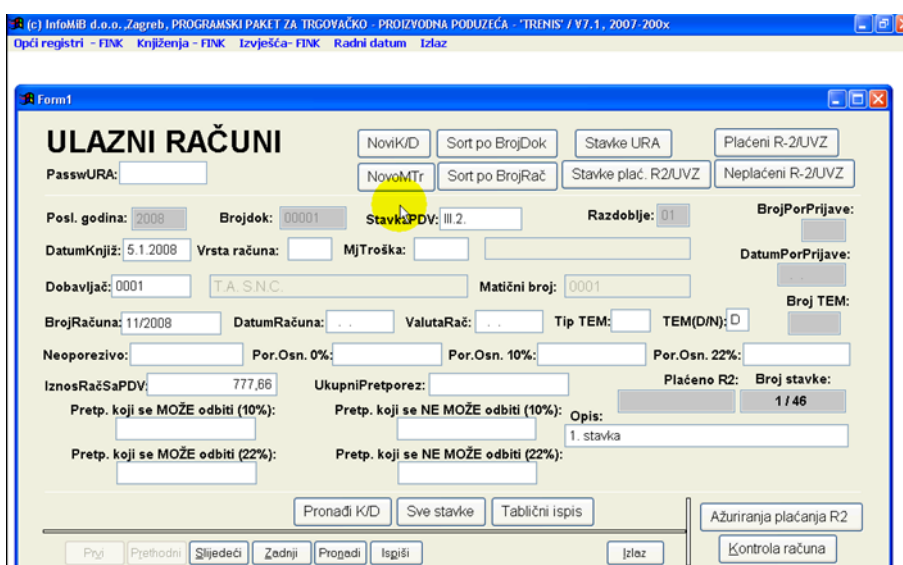 (c) InfoMiB d.o.o. ,Zagreb, PROGRAMSKI PAKET ZA TRGOVAČKO - PROIZVODNA PODUZEĆA - 'TRENIS' / V7.1, 2007-200x
Opći registri - FINK Knjiženja - FINK Izvješća- FINK Radni datum Izlaz
Form1
ULAZNI RAČUNI
NoviK/D Sort po BrojDok Stavke URA Plaćeni R-2/UVZ
PasswURA: NovoMTr Sort po BrojRač Stavke plać. R2/UVZ Neplaćeni R-2/UVZ
Posl. godina: 2008 Brojdok: 00001 StavkaPDV: III.2. Razdoblje: 01 BrojPorPrijave:
DatumKnjiž: 5.1.2008 Vrsta računa: MjTroška: DatumPorPrijave:
. .
Dobavljač: 0001 T.A. S.N.C. Matični broj: 0001
Broj TEM:
BrojRačuna: 11/2008 DatumRačuna: . . ValutaRač: . . Tip TEM: TEM(D/N): D
Neoporezivo: Por.Osn. 0%: Por.Osn. 10%: Por.Osn. 22%:
IznosRačSaPDV: 777,66 UkupniPretporez: Plaćeno R2: Broj stavke:
1 / 46
Pretp. koji se MOŽE odbiti (10%): Pretp. koji se NE MOŽE odbiti (10%): Opis:
1. stavka
Pretp. koji se MOŽE odbiti (22%): Pretp. koji se NE MOŽE odbiti (22%):
Pronađi K/D Sve stavke Tablični ispis Ažuriranja plaćanja R2
Prvi Prethodni Slijedeći Zadnji Pronađi Ispiši Izlaz Kontrola računa